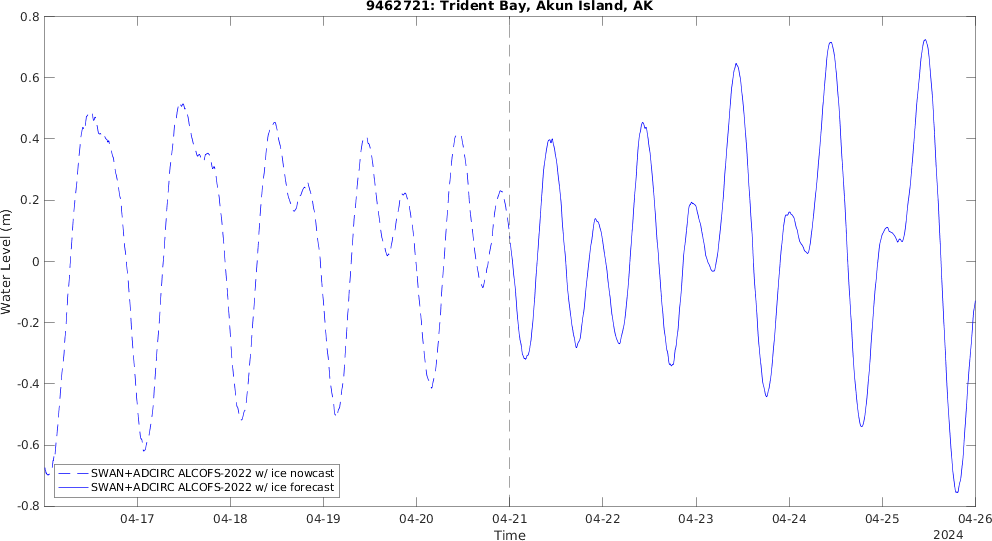 9462721: Trident Bay, Akun Island, AK
Water Level (m)
0.8
0.6
0.4
0.2
0
-0.2
-0.4
-0.6
-0.8
SWAN+ADCIRC ALCOFS-2022 w/ ice nowcast
SWAN+ADCIRC ALCOFS-2022 w/ ice forecast
04-17 04-18 04-19 04-20 04-21 04-22 04-23 04-24 04-25 04-26
Time
2024